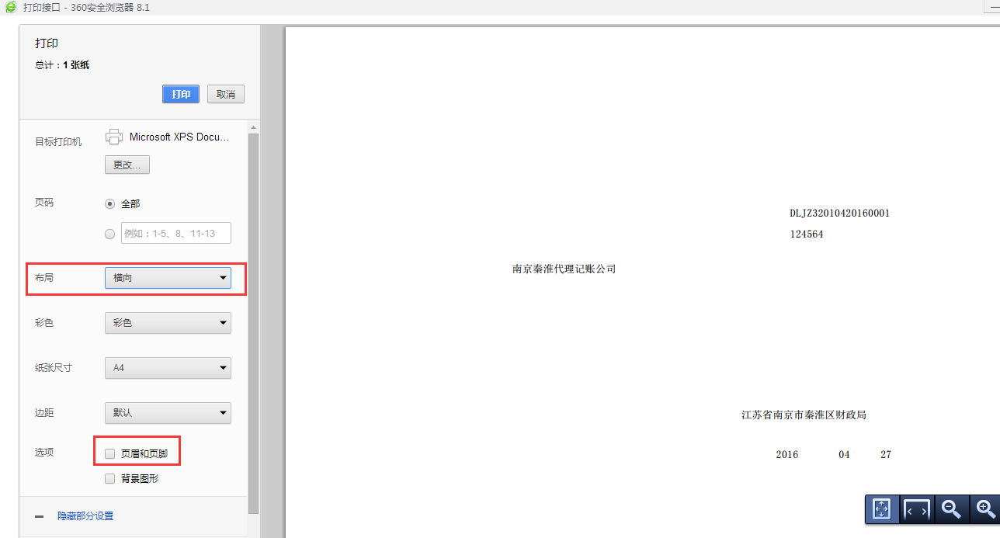 打印接口 - 360安全浏览器 8.1
打印
总计：1 张纸
打印 取消
目标打印机 Microsoft XPS Docu...
更改...
页码 全部
例如：1-5、8、11-13
布局 横向
彩色 彩色
纸张尺寸 A4
边距 默认
选项 页眉和页脚
背景图形
隐藏部分设置
DLJZ32010420160001
124564
南京秦淮代理记账公司
江苏省南京市秦淮区财政局
2016 04 27